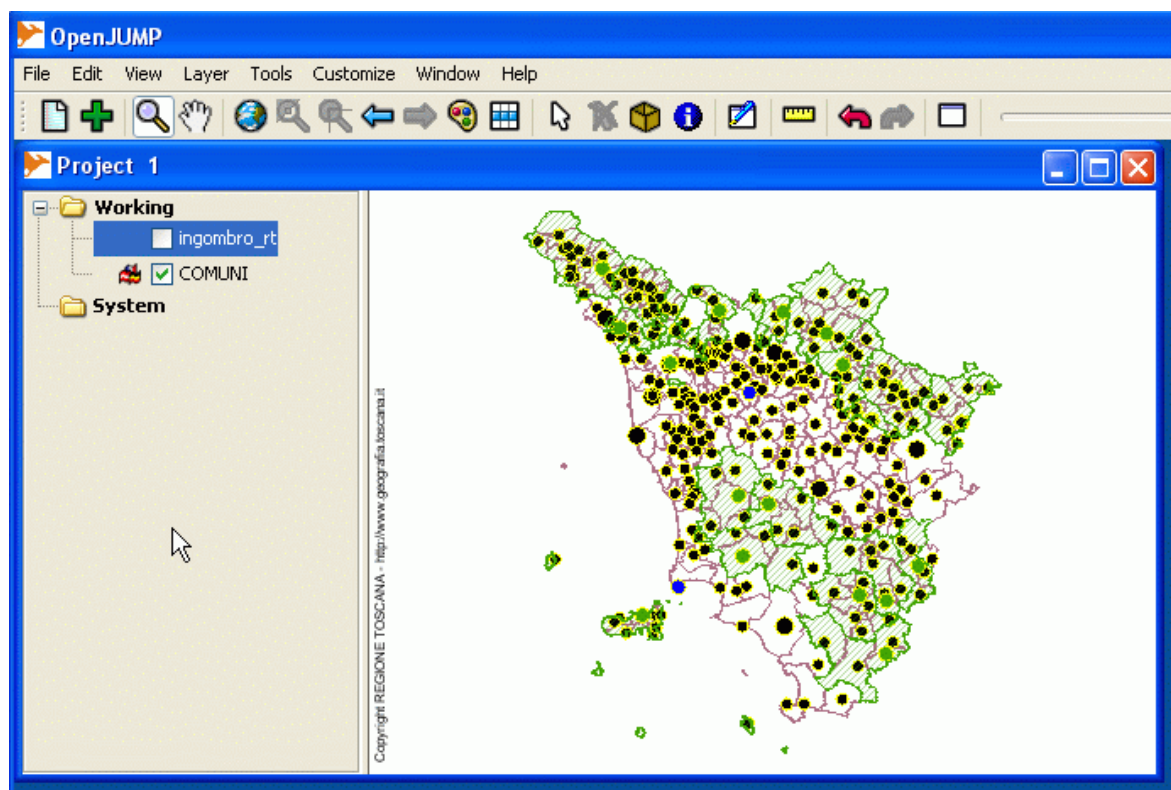 OpenJUMP
File Edit View Layer Tools Customize Window Help
Project 1
Working
ingombro_rt
COMUNI
System
Copyright REGIONE TOSCANA - http://www.geografia.toscana.it